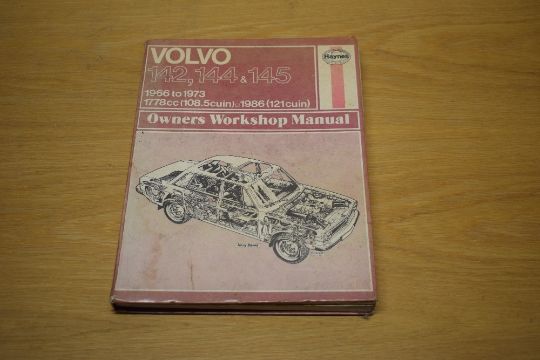 VOLVO
142, 144 & 145
1966 to 1973
1778cc (108.5cuin), 1986 (121cuin)
Haynes
Owners Workshop Manual